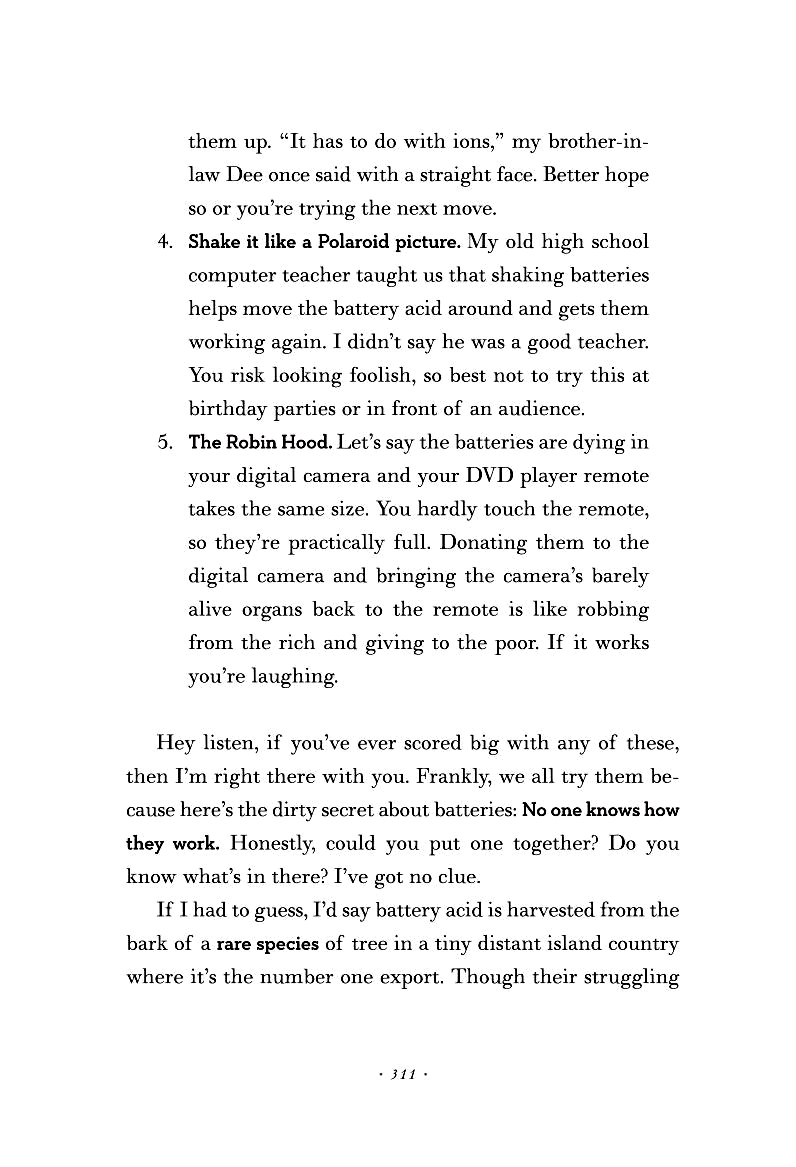 them up. “It has to do with ions,” my brother-in-
law Dee once said with a straight face. Better hope
so or you’re trying the next move.
4. Shake it like a Polaroid picture. My old high school
computer teacher taught us that shaking batteries
helps move the battery acid around and gets them
working again. I didn’t say he was a good teacher.
You risk looking foolish, so best not to try this at
birthday parties or in front of an audience.
5. The Robin Hood. Let’s say the batteries are dying in
your digital camera and your DVD player remote
takes the same size. You hardly touch the remote,
so they’re practically full. Donating them to the
digital camera and bringing the camera’s barely
alive organs back to the remote is like robbing
from the rich and giving to the poor. If it works
you’re laughing.
Hey listen, if you’ve ever scored big with any of these,
then I’m right there with you. Frankly, we all try them be-
cause here’s the dirty secret about batteries: No one knows how
they work. Honestly, could you put one together? Do you
know what’s in there? I’ve got no clue.
If I had to guess, I’d say battery acid is harvested from the
bark of a rare species of tree in a tiny distant island country
where it’s the number one export. Though their struggling
· 311 ·